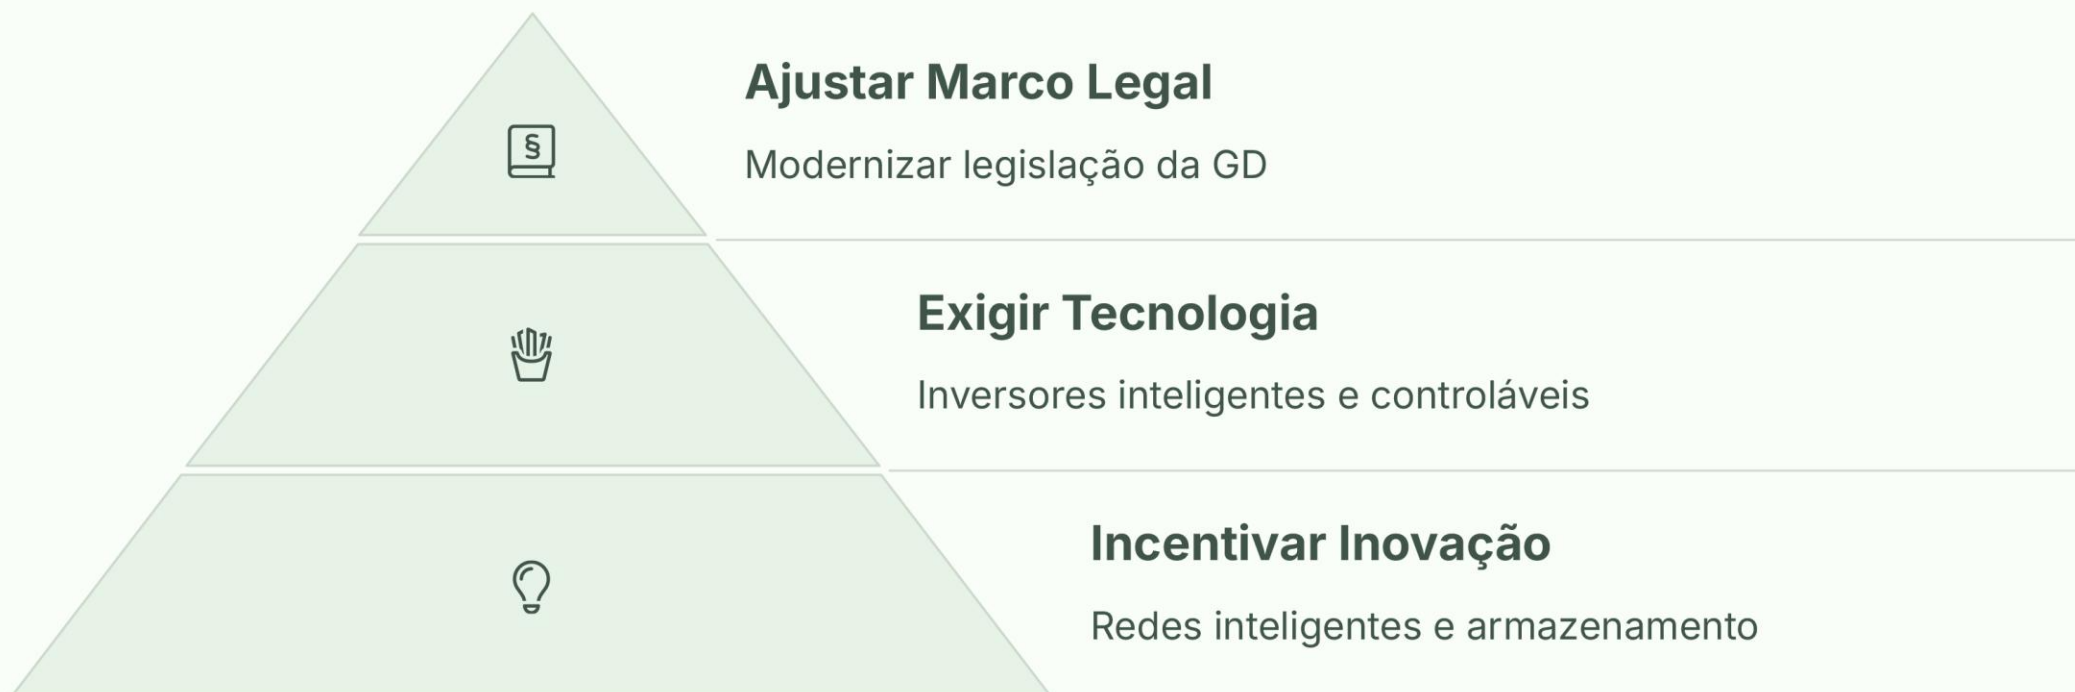 Ajustar Marco Legal
Modernizar legislação da GD
§
Exigir Tecnologia
Inversores inteligentes e controláveis
Incentivar Inovação
Redes inteligentes e armazenamento